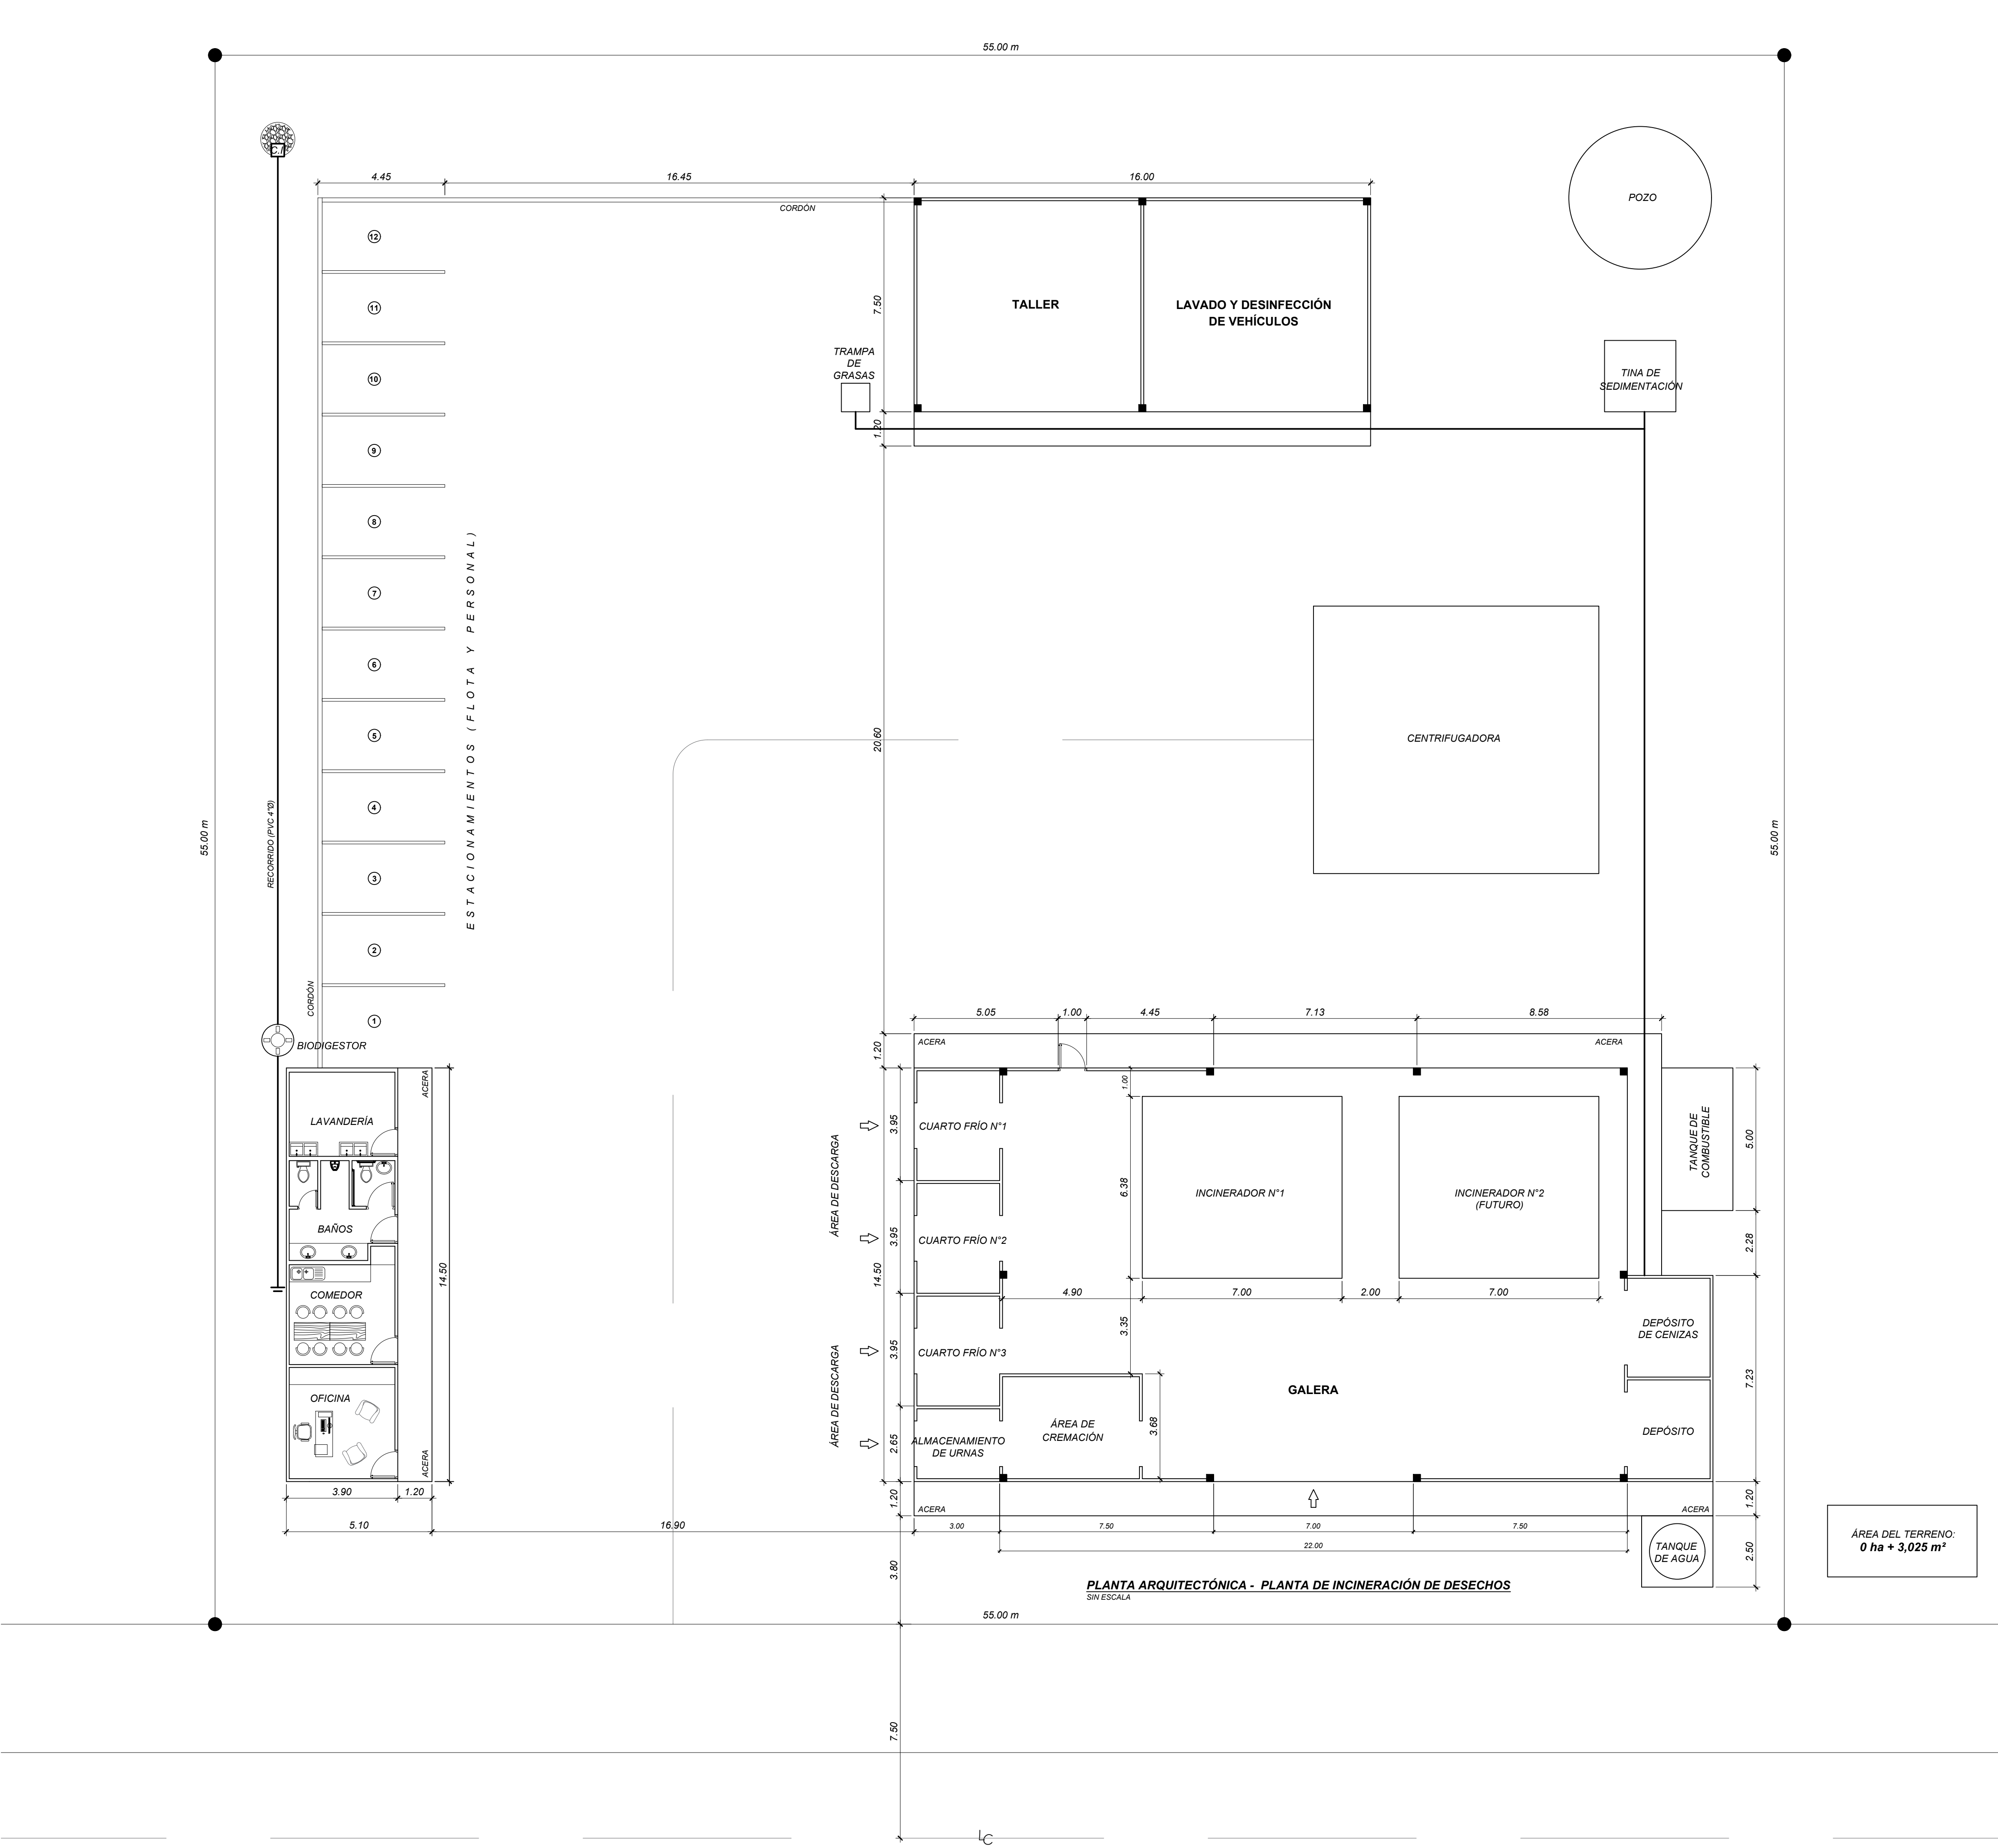 55.00 m
C.I
4.45
16.45
16.00
CORDÓN
POZO
12
11
10
9
8
7
6
5
4
3
2
1
TALLER
LAVADO Y DESINFECCIÓN
DE VEHÍCULOS
7.50
1.20
TRAMPA
DE
GRASAS
TINA DE
SEDIMENTACIÓN
ESTACIONAMIENTOS (FLOTA Y PERSONAL)
20.60
CENTRIFUGADORA
55.00 m
55.00 m
RECORRIDO (PVC 4"Ø)
CORDÓN
BIODIGESTOR
5.05
1.00
4.45
7.13
8.58
ACERA
ACERA
1.20
ACERA
LAVANDERÍA
BAÑOS
COMEDOR
OFICINA
ACERA
14.50
3.90
1.20
5.10
16.90
ÁREA DE DESCARGA
ÁREA DE DESCARGA
14.50
3.95
3.95
3.95
2.65
1.20
3.80
CUARTO FRÍO N°1
CUARTO FRÍO N°2
CUARTO FRÍO N°3
ALMACENAMIENTO
DE URNAS
ÁREA DE
CREMACIÓN
1.00
6.38
3.35
3.68
INCINERADOR N°1
INCINERADOR N°2
(FUTURO)
4.90
7.00
2.00
7.00
GALERA
TANQUE DE
COMBUSTIBLE
5.00
2.28
7.23
1.20
2.50
DEPÓSITO
DE CENIZAS
DEPÓSITO
ACERA
ACERA
3.00
7.50
7.00
7.50
22.00
TANQUE
DE AGUA
ÁREA DEL TERRENO:
0 ha + 3,025 m²
PLANTA ARQUITECTÓNICA - PLANTA DE INCINERACIÓN DE DESECHOS
SIN ESCALA
55.00 m
7.50
LC